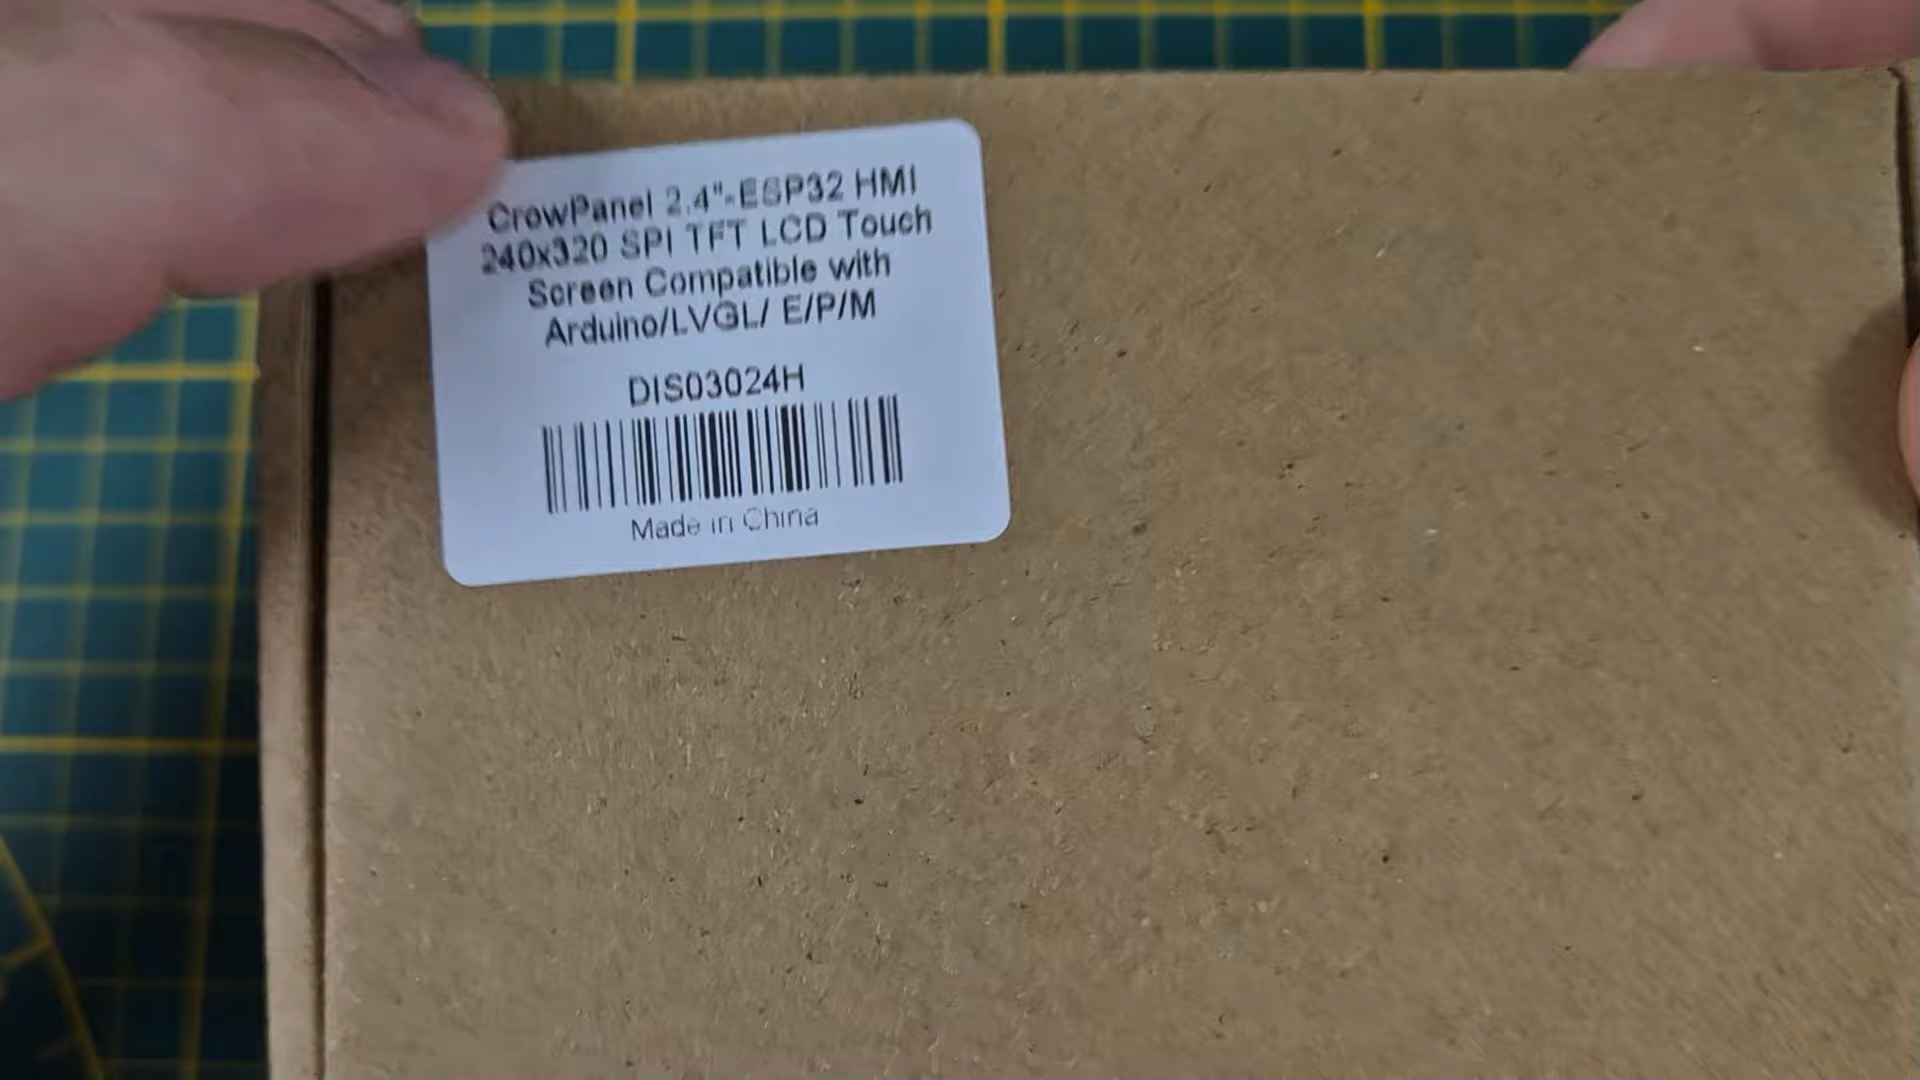 CrowPanel 2.4"-ESP32 HMI
240x320 SPI TFT LCD Touch
Screen Compatible with
Arduino/LVGL/ E/P/M
DIS03024H
Made in China